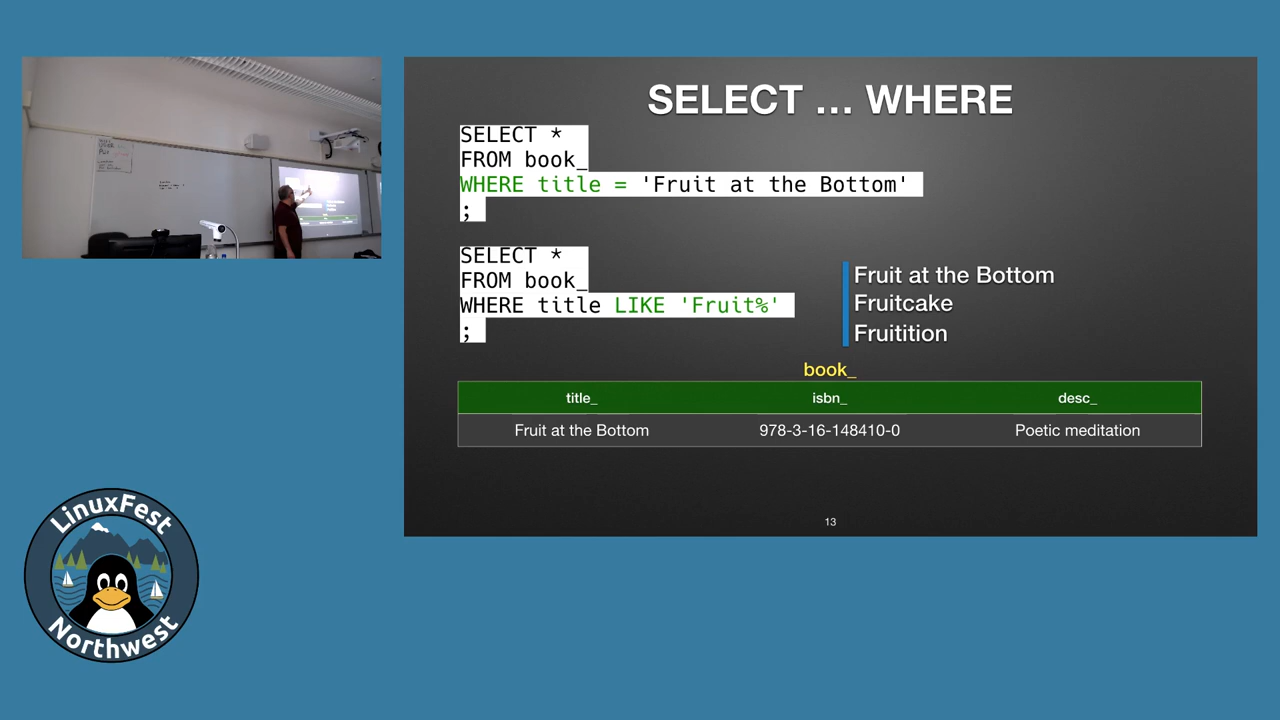 SELECT ... WHERE
SELECT *
FROM book_
WHERE title = 'Fruit at the Bottom'
;
SELECT *
FROM book_
WHERE title LIKE 'Fruit%'
;
Fruit at the Bottom
Fruitcake
Fruitition
book_
title_ isbn_ desc_
Fruit at the Bottom 978-3-16-148410-0 Poetic meditation
13
LinuxFest
Northwest